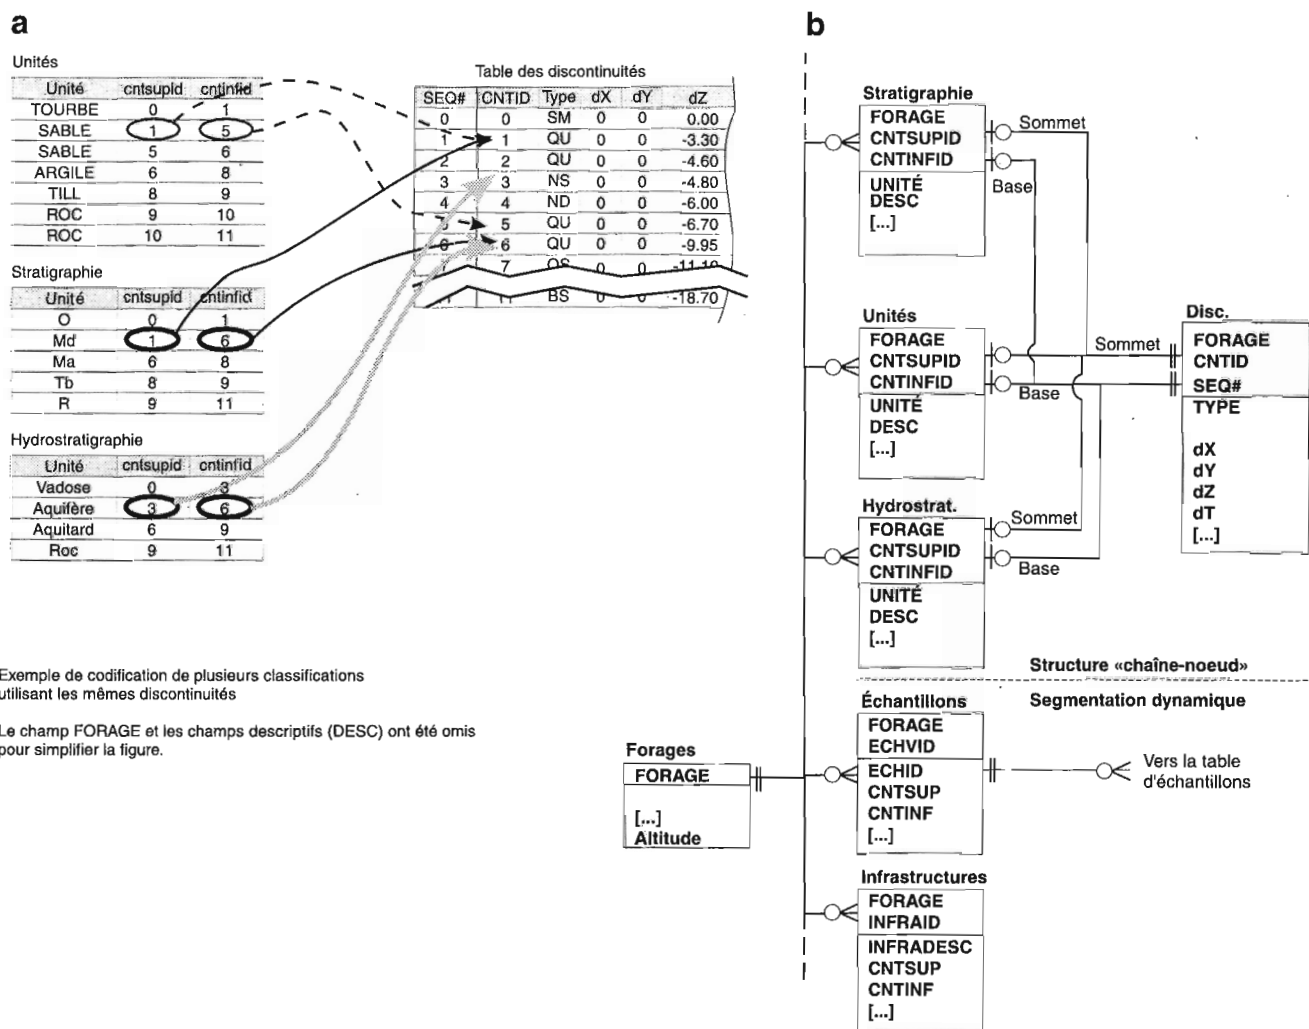 a
Unités
Unité cntsupid cntinfid
TOURBE 0 1
SABLE 1 5
SABLE 5 6
ARGILE 6 8
TILL 8 9
ROC 9 10
ROC 10 11
Stratigraphie
Unité cntsupid cntinfid
O 0 1
Md 1 6
Ma 6 8
Tb 8 9
R 9 11
Hydrostratigraphie
Unité cntsupid cntinfid
Vadose 0 3
Aquifère 3 6
Aquitard 6 9
Roc 9 11
Table des discontinuités
SEQ# CNTID Type dX dY dZ
0 0 SM 0 0 0.00
1 1 QU 0 0 -3.30
2 2 QU 0 0 -4.60
3 3 NS 0 0 -4.80
4 4 ND 0 0 -6.00
5 QU 0 0 -6.70
6 6 QU 0 0 -9.95
7 7 QS 0 0 -11.10
11 BS 0 0 -18.70
Exemple de codification de plusieurs classifications
utilisant les mêmes discontinuités
Le champ FORAGE et les champs descriptifs (DESC) ont été omis
pour simplifier la figure.
b
Stratigraphie
FORAGE
CNTSUPID
CNTINFID
UNITÉ
DESC
[...]
Sommet
Base
Unités
FORAGE
CNTSUPID
CNTINFID
UNITÉ
DESC
[...]
Sommet
Base
Disc.
FORAGE
CNTID
SEQ#
TYPE
dX
dY
dZ
dT
[...]
Hydrostrat.
FORAGE
CNTSUPID
CNTINFID
UNITÉ
DESC
[...]
Sommet
Base
Structure «chaîne-noeud»
Segmentation dynamique
Échantillons
FORAGE
ECHVID
ECHID
CNTSUP
CNTINF
[...]
Vers la table
d'échantillons
Forages
FORAGE
[...]
Altitude
Infrastructures
FORAGE
INFRAID
INFRADESC
CNTSUP
CNTINF
[...]